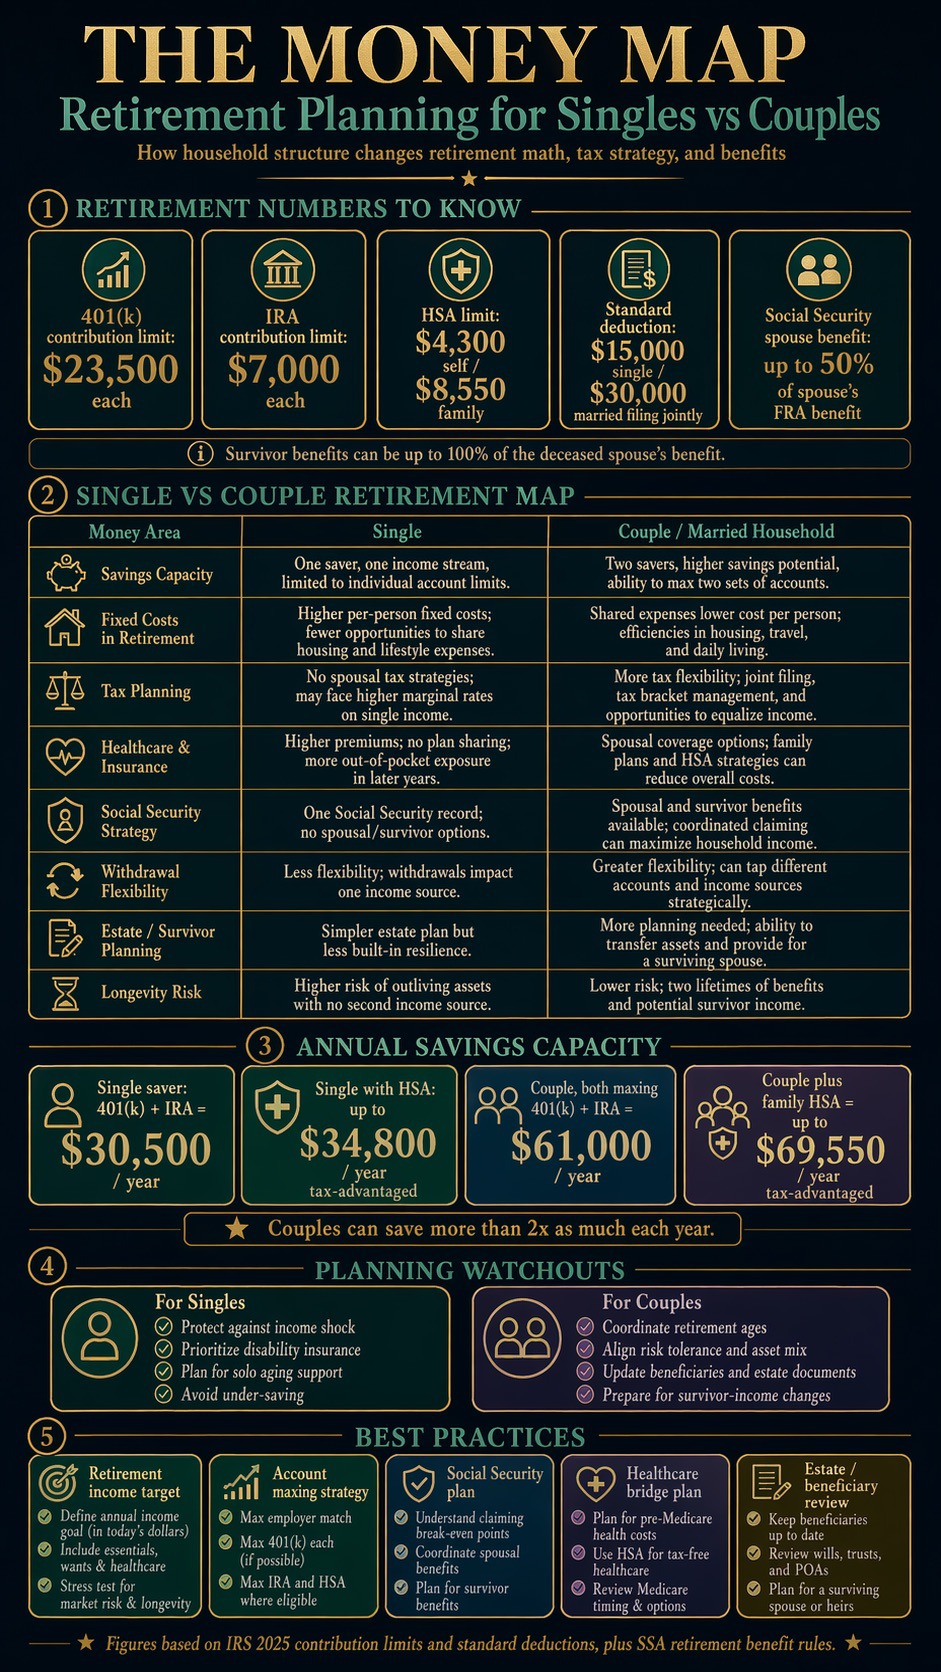 THE MONEY MAP
Retirement Planning for Singles vs Couples
How household structure changes retirement math, tax strategy, and benefits
1 RETIREMENT NUMBERS TO KNOW
401(k)
contribution limit:
$23,500
each
IRA
contribution limit:
$7,000
each
HSA limit:
$4,300
self /
$8,550
family
$
Standard
deduction:
$15,000
single /
$30,000
married filing jointly
Social Security
spouse benefit:
up to 50%
of spouse's
FRA benefit
i Survivor benefits can be up to 100% of the deceased spouse's benefit.
2 SINGLE VS COUPLE RETIREMENT MAP
Money Area
Single
Couple / Married Household
Savings Capacity
One saver, one income stream,
limited to individual account limits.
Two savers, higher savings potential,
ability to max two sets of accounts.
Fixed Costs
in Retirement
Higher per-person fixed costs;
fewer opportunities to share
housing and lifestyle expenses.
Shared expenses lower cost per person;
efficiencies in housing, travel,
and daily living.
Tax Planning
No spousal tax strategies;
may face higher marginal rates
on single income.
More tax flexibility; joint filing,
tax bracket management, and
opportunities to equalize income.
Healthcare &
Insurance
Higher premiums; no plan sharing;
more out-of-pocket exposure
in later years.
Spousal coverage options; family
plans and HSA strategies can
reduce overall costs.
Social Security
Strategy
One Social Security record;
no spousal/survivor options.
Spousal and survivor benefits
available; coordinated claiming
can maximize household income.
Withdrawal
Flexibility
Less flexibility; withdrawals impact
one income source.
Greater flexibility; can tap different
accounts and income sources
strategically.
Estate / Survivor
Planning
Simpler estate plan but
less built-in resilience.
More planning needed; ability to
transfer assets and provide for
a surviving spouse.
Longevity Risk
Higher risk of outliving assets
with no second income source.
Lower risk; two lifetimes of benefits
and potential survivor income.
3 ANNUAL SAVINGS CAPACITY
Single saver:
401(k) + IRA =
$30,500
/ year
Single with HSA:
up to
$34,800
/ year
tax-advantaged
Couple, both maxing
401(k) + IRA =
$61,000
/ year
Couple plus
family HSA =
up to
$69,550
/ year
tax-advantaged
Couples can save more than 2x as much each year.
4 PLANNING WATCHOUTS
For Singles
Protect against income shock
Prioritize disability insurance
Plan for solo aging support
Avoid under-saving
For Couples
Coordinate retirement ages
Align risk tolerance and asset mix
Update beneficiaries and estate documents
Prepare for survivor-income changes
5 BEST PRACTICES
Retirement
income target
Define annual income
goal (in today's dollars)
Include essentials,
wants & healthcare
Stress test for
market risk & longevity
Account
maxing strategy
Max employer match
Max 401(k) each
(if possible)
Max IRA and HSA
where eligible
Social Security
plan
Understand claiming
break-even points
Coordinate spousal
benefits
Plan for survivor
benefits
Healthcare
bridge plan
Plan for pre-Medicare
health costs
Use HSA for tax-free
healthcare
Review Medicare
timing & options
Estate /
beneficiary
review
Keep beneficiaries
up to date
Review wills, trusts,
and POAs
Plan for a surviving
spouse or heirs
Figures based on IRS 2025 contribution limits and standard deductions, plus SSA retirement benefit rules.